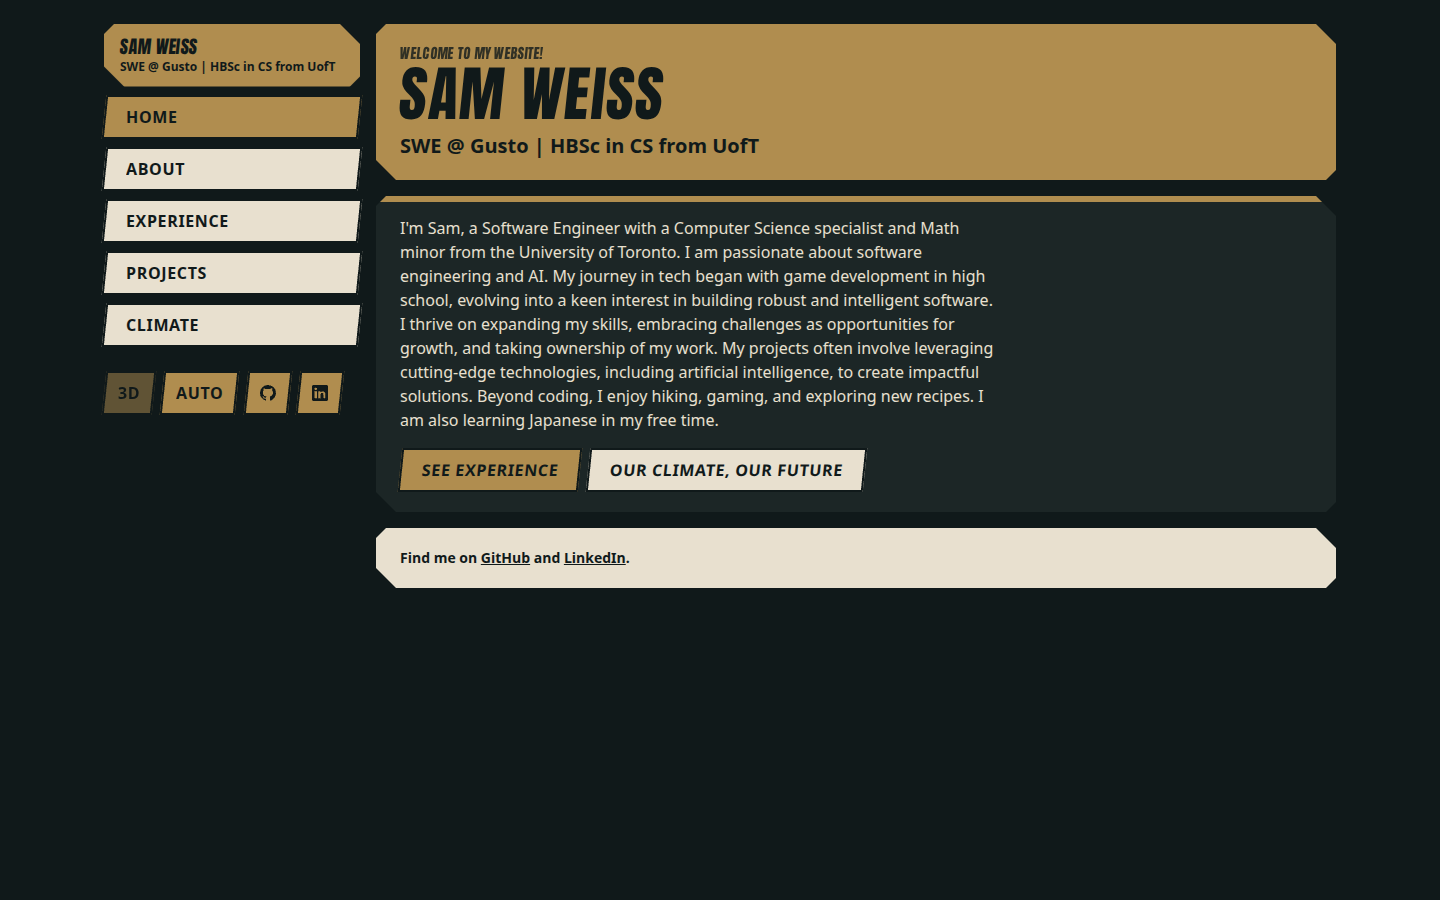 SAM WEISS
SWE @ Gusto | HBSc in CS from UofT
HOME
ABOUT
EXPERIENCE
PROJECTS
CLIMATE
3D
AUTO
in
WELCOME TO MY WEBSITE!
SAM WEISS
SWE @ Gusto | HBSc in CS from UofT
I'm Sam, a Software Engineer with a Computer Science specialist and Math
minor from the University of Toronto. I am passionate about software
engineering and AI. My journey in tech began with game development in high
school, evolving into a keen interest in building robust and intelligent software.
I thrive on expanding my skills, embracing challenges as opportunities for
growth, and taking ownership of my work. My projects often involve leveraging
cutting-edge technologies, including artificial intelligence, to create impactful
solutions. Beyond coding, I enjoy hiking, gaming, and exploring new recipes. I
am also learning Japanese in my free time.
SEE EXPERIENCE
OUR CLIMATE, OUR FUTURE
Find me on GitHub and LinkedIn.